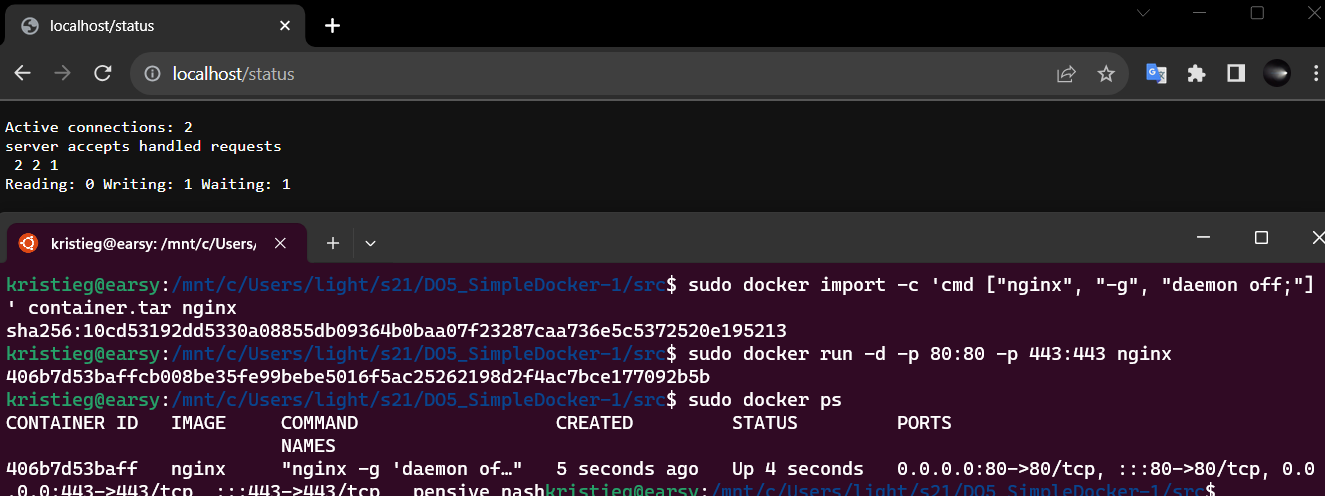 localhost/status
localhost/status
Active connections: 2
server accepts handled requests
2 2 1
Reading: 0 Writing: 1 Waiting: 1
kristieg@earsy: /mnt/c/Users/
kristieg@earsy:/mnt/c/Users/light/s21/DO5_SimpleDocker-1/src$ sudo docker import -c 'cmd ["nginx", "-g", "daemon off;"]
' container.tar nginx
sha256:10cd53192dd5330a08855db09364b0baa07f23287caa736e5c5372520e195213
kristieg@earsy:/mnt/c/Users/light/s21/DO5_SimpleDocker-1/src$ sudo docker run -d -p 80:80 -p 443:443 nginx
406b7d53baffcb008be35fe99bebe5016f5ac25262198d2f4ac7bce177092b5b
kristieg@earsy:/mnt/c/Users/light/s21/DO5_SimpleDocker-1/src$ sudo docker ps
CONTAINER ID   IMAGE     COMMAND                  CREATED         STATUS         PORTS
NAMES
406b7d53baff   nginx     "nginx -g 'daemon of…"   5 seconds ago   Up 4 seconds   0.0.0.0:80->80/tcp, :::80->80/tcp, 0.0
.0.0:443->443/tcp, :::443->443/tcp   pensive_nashkristieg@earsy:/mnt/c/Users/light/s21/DO5_SimpleDocker-1/src$